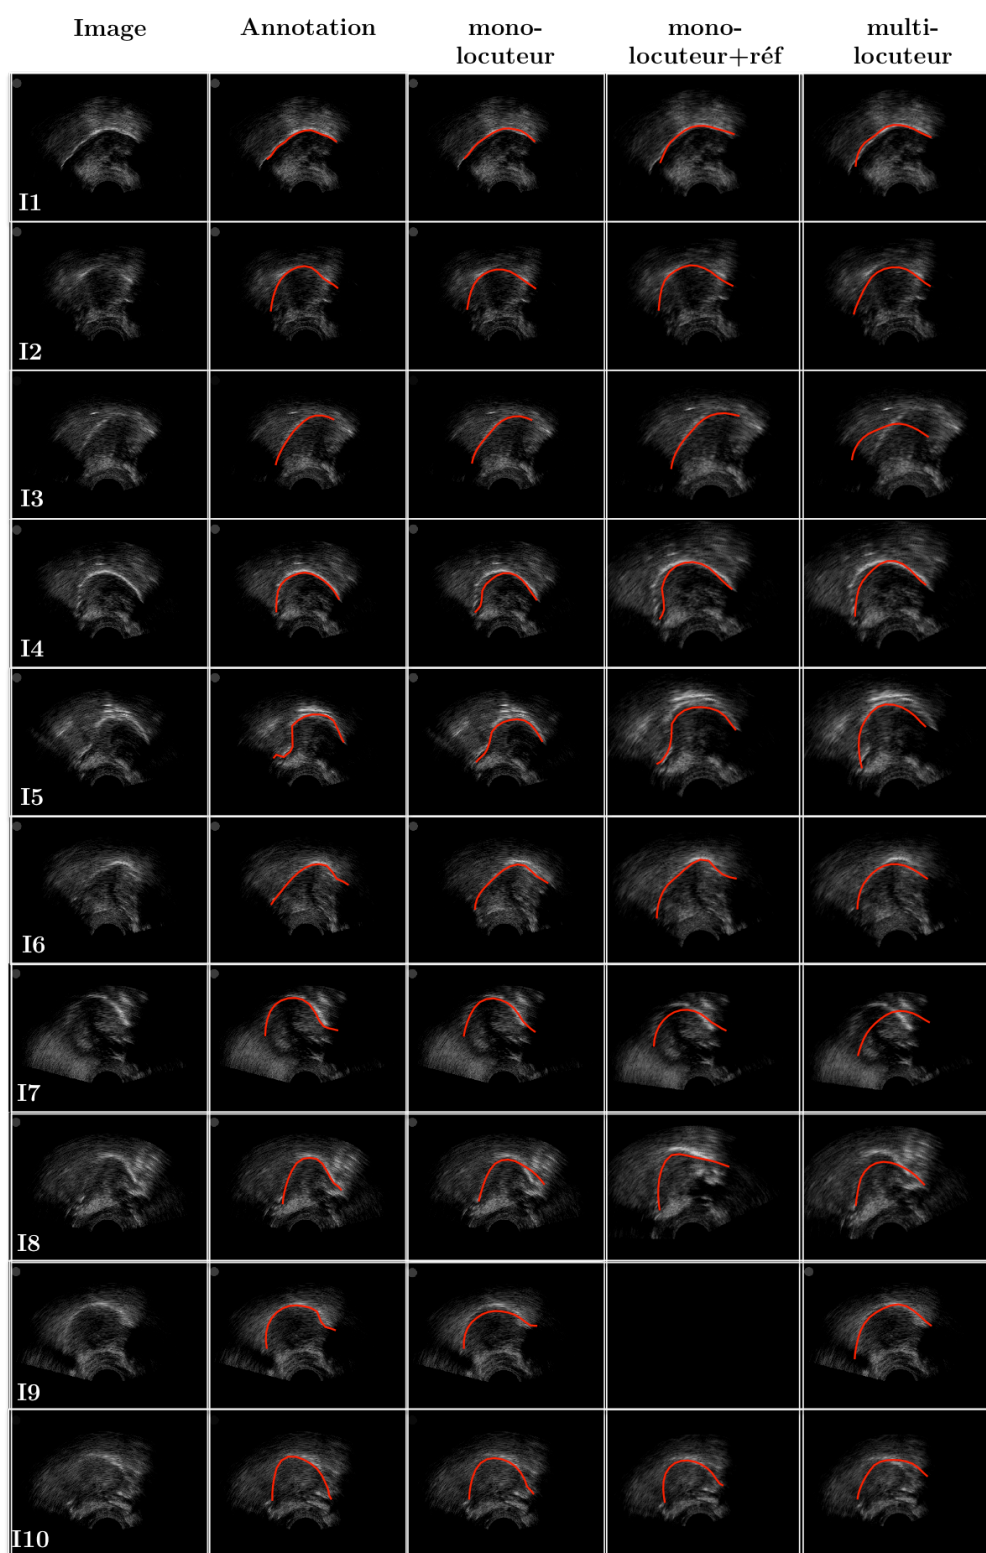 Image Annotation mono- mono- multi-
locuteur locuteur+réf locuteur
I1
I2
I3
I4
I5
I6
I7
I8
I9
I10